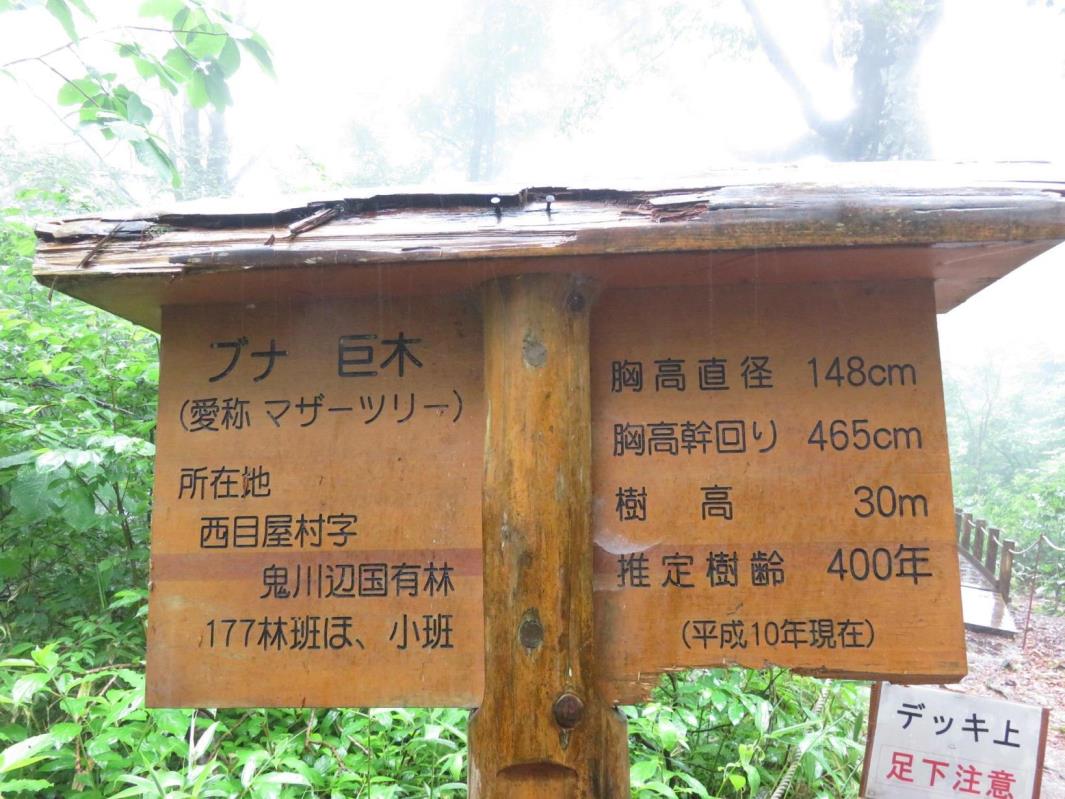 ブナ 巨木
(愛称 マザーツリー)
所在地
西目屋村字
鬼川辺国有林
177林班ほ、小班
胸高直径 148cm
胸高幹回り 465cm
樹高 30m
推定樹齢 400年
(平成10年現在)
デッキ上
足下注意